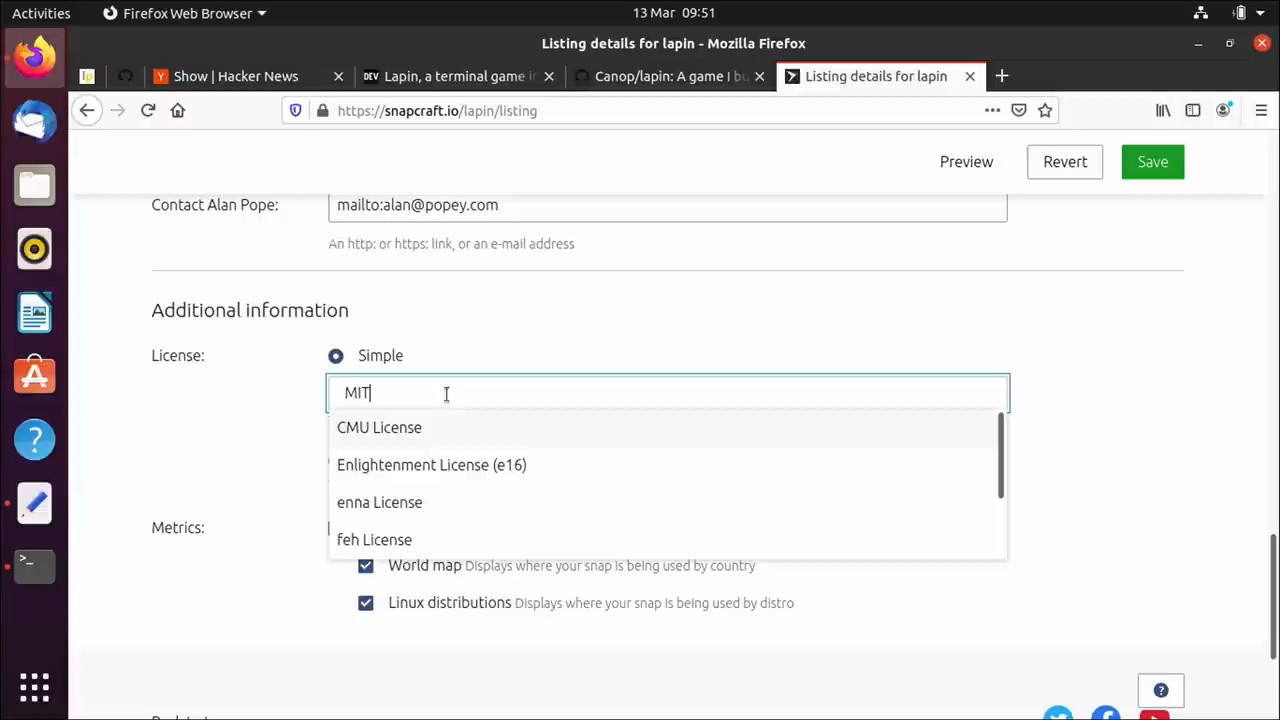 Activities
Firefox Web Browser
13 Mar 09:51
Listing details for lapin - Mozilla Firefox
lp
Show | Hacker News
DEV
Lapin, a terminal game in
Canop/lapin: A game I bu
Listing details for lapin
https://snapcraft.io/lapin/listing
Preview
Revert
Save
Contact Alan Pope:
mailto:alan@popey.com
An http: or https: link, or an e-mail address
Additional information
License:
Simple
MIT
CMU License
Enlightenment License (e16)
enna License
feh License
Metrics:
World map Displays where your snap is being used by country
Linux distributions Displays where your snap is being used by distro